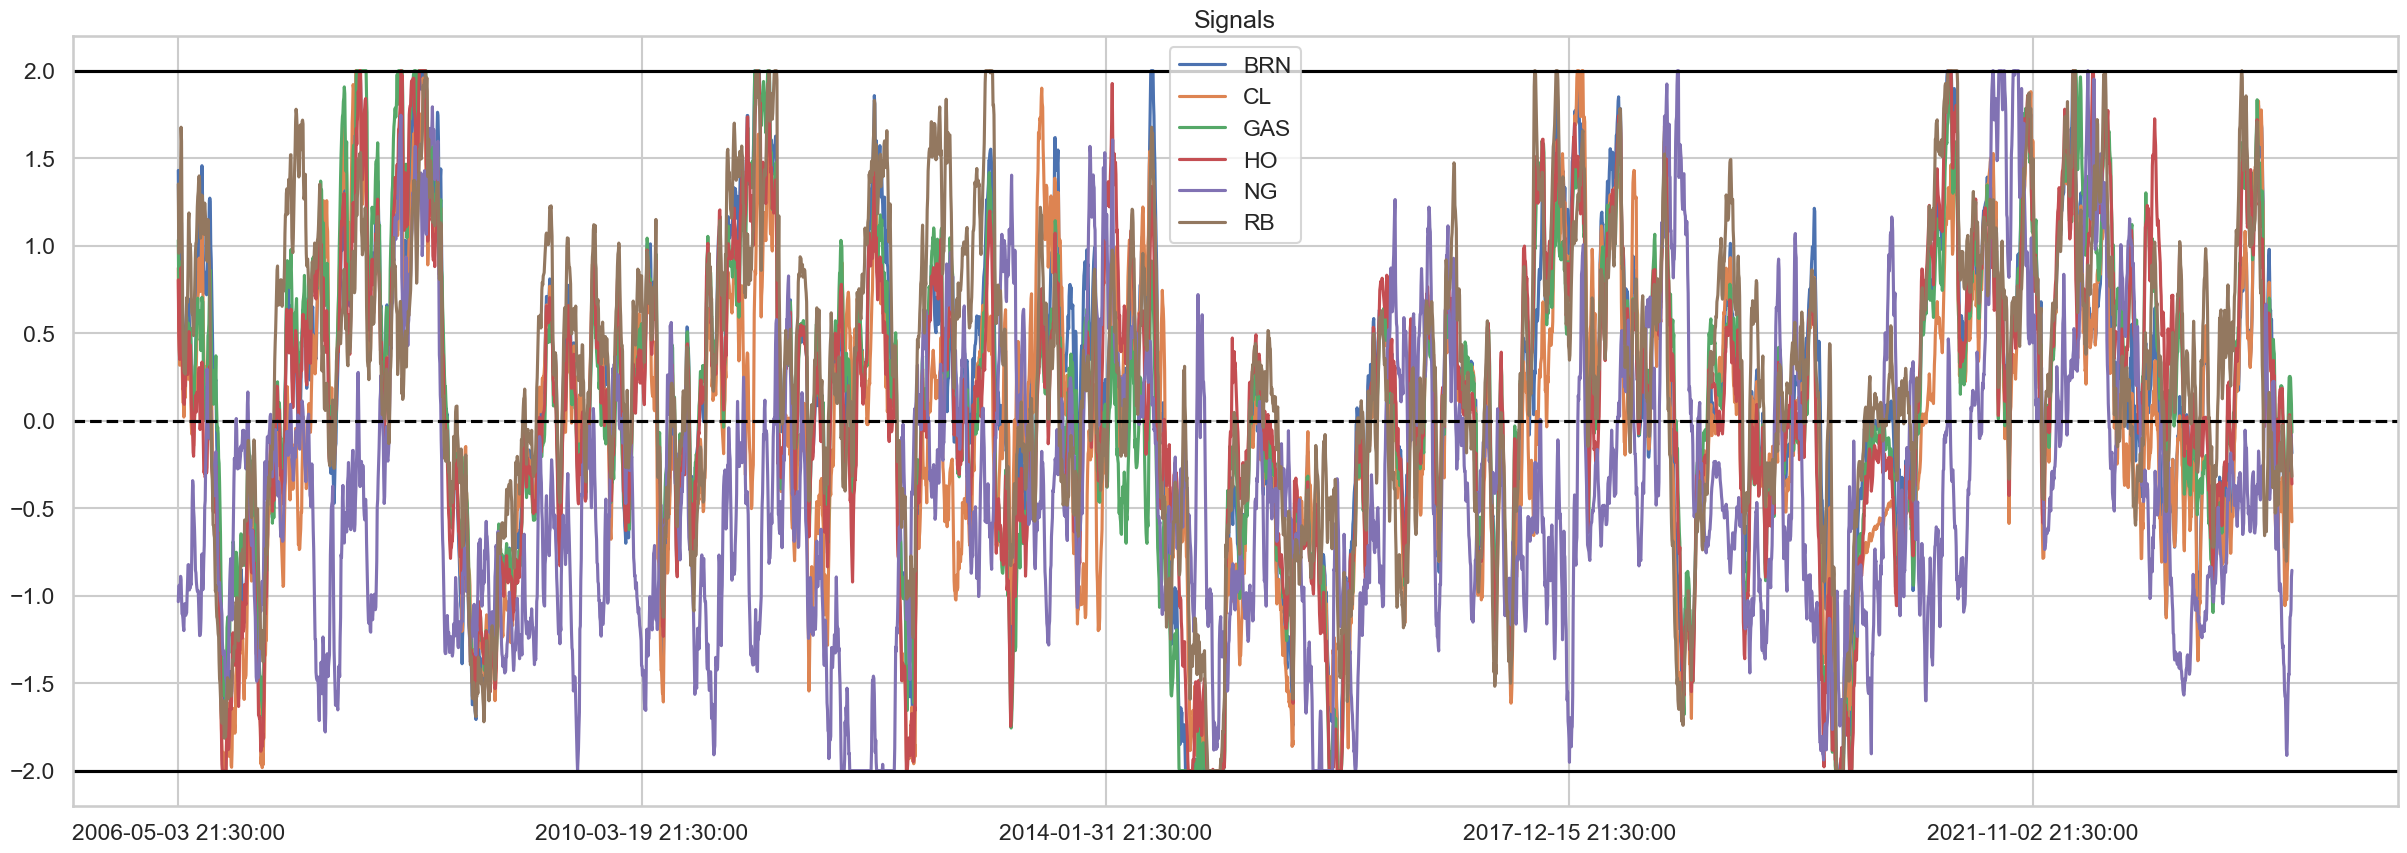 Signals
2.0
1.5
1.0
0.5
0.0
−0.5
−1.0
−1.5
−2.0
BRN
CL
GAS
HO
NG
RB
2006-05-03 21:30:00
2010-03-19 21:30:00
2014-01-31 21:30:00
2017-12-15 21:30:00
2021-11-02 21:30:00